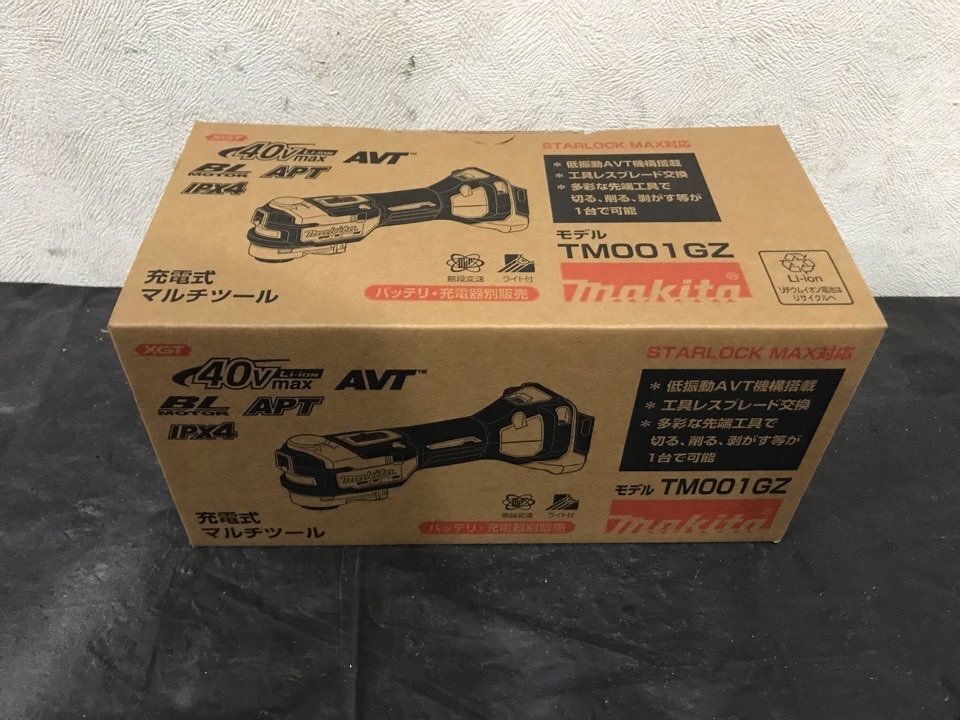 XGT
40Vmax Li-ION
AVT™
BL MOTOR
APT
IPX4
makita
充電式
マルチツール
無段変速
ライト付
バッテリ・充電器別販売
STARLOCK MAX対応
* 低振動AVT機構搭載
* 工具レスブレード交換
* 多彩な先端工具で
切る、削る、剥がす等が
1台で可能
モデル
TM001GZ
makita®
Li-ion
リチウムイオン電池は
リサイクルへ
XGT
40Vmax Li-ION
AVT™
BL MOTOR
APT
IPX4
makita
充電式
マルチツール
無段変速
ライト付
バッテリ・充電器別販売
STARLOCK MAX対応
* 低振動AVT機構搭載
* 工具レスブレード交換
* 多彩な先端工具で
切る、削る、剥がす等が
1台で可能
モデル TM001GZ
makita®